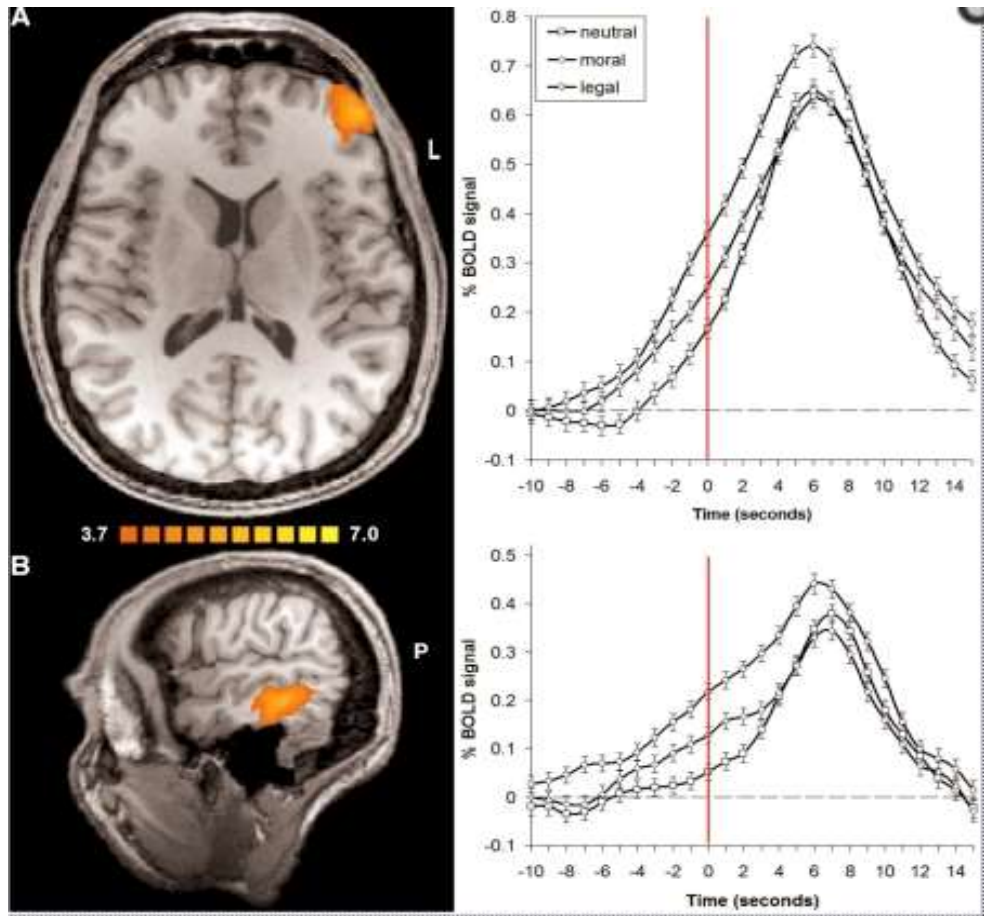 A
L
3.7
7.0
B
P
neutral
moral
legal
% BOLD signal
0.8
0.7
0.6
0.5
0.4
0.3
0.2
0.1
0
-0.1
-10 -8 -6 -4 -2 0 2 4 6 8 10 12 14
Time (seconds)
% BOLD signal
0.5
0.4
0.3
0.2
0.1
0
-0.1
-10 -8 -6 -4 -2 0 2 4 6 8 10 12 14
Time (seconds)